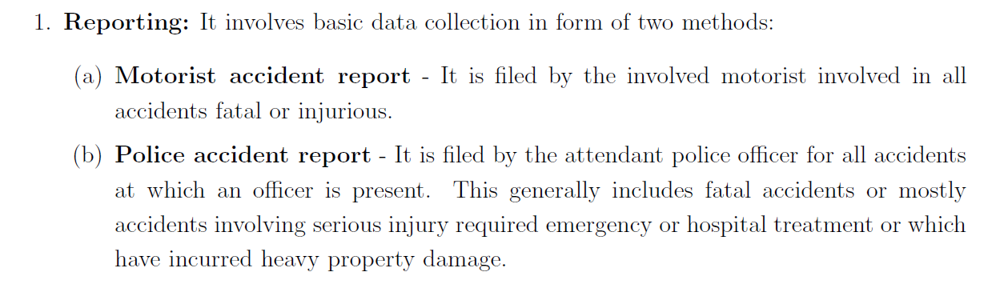 1. Reporting: It involves basic data collection in form of two methods:
(a) Motorist accident report - It is filed by the involved motorist involved in all
accidents fatal or injurious.
(b) Police accident report - It is filed by the attendant police officer for all accidents
at which an officer is present. This generally includes fatal accidents or mostly
accidents involving serious injury required emergency or hospital treatment or which
have incurred heavy property damage.